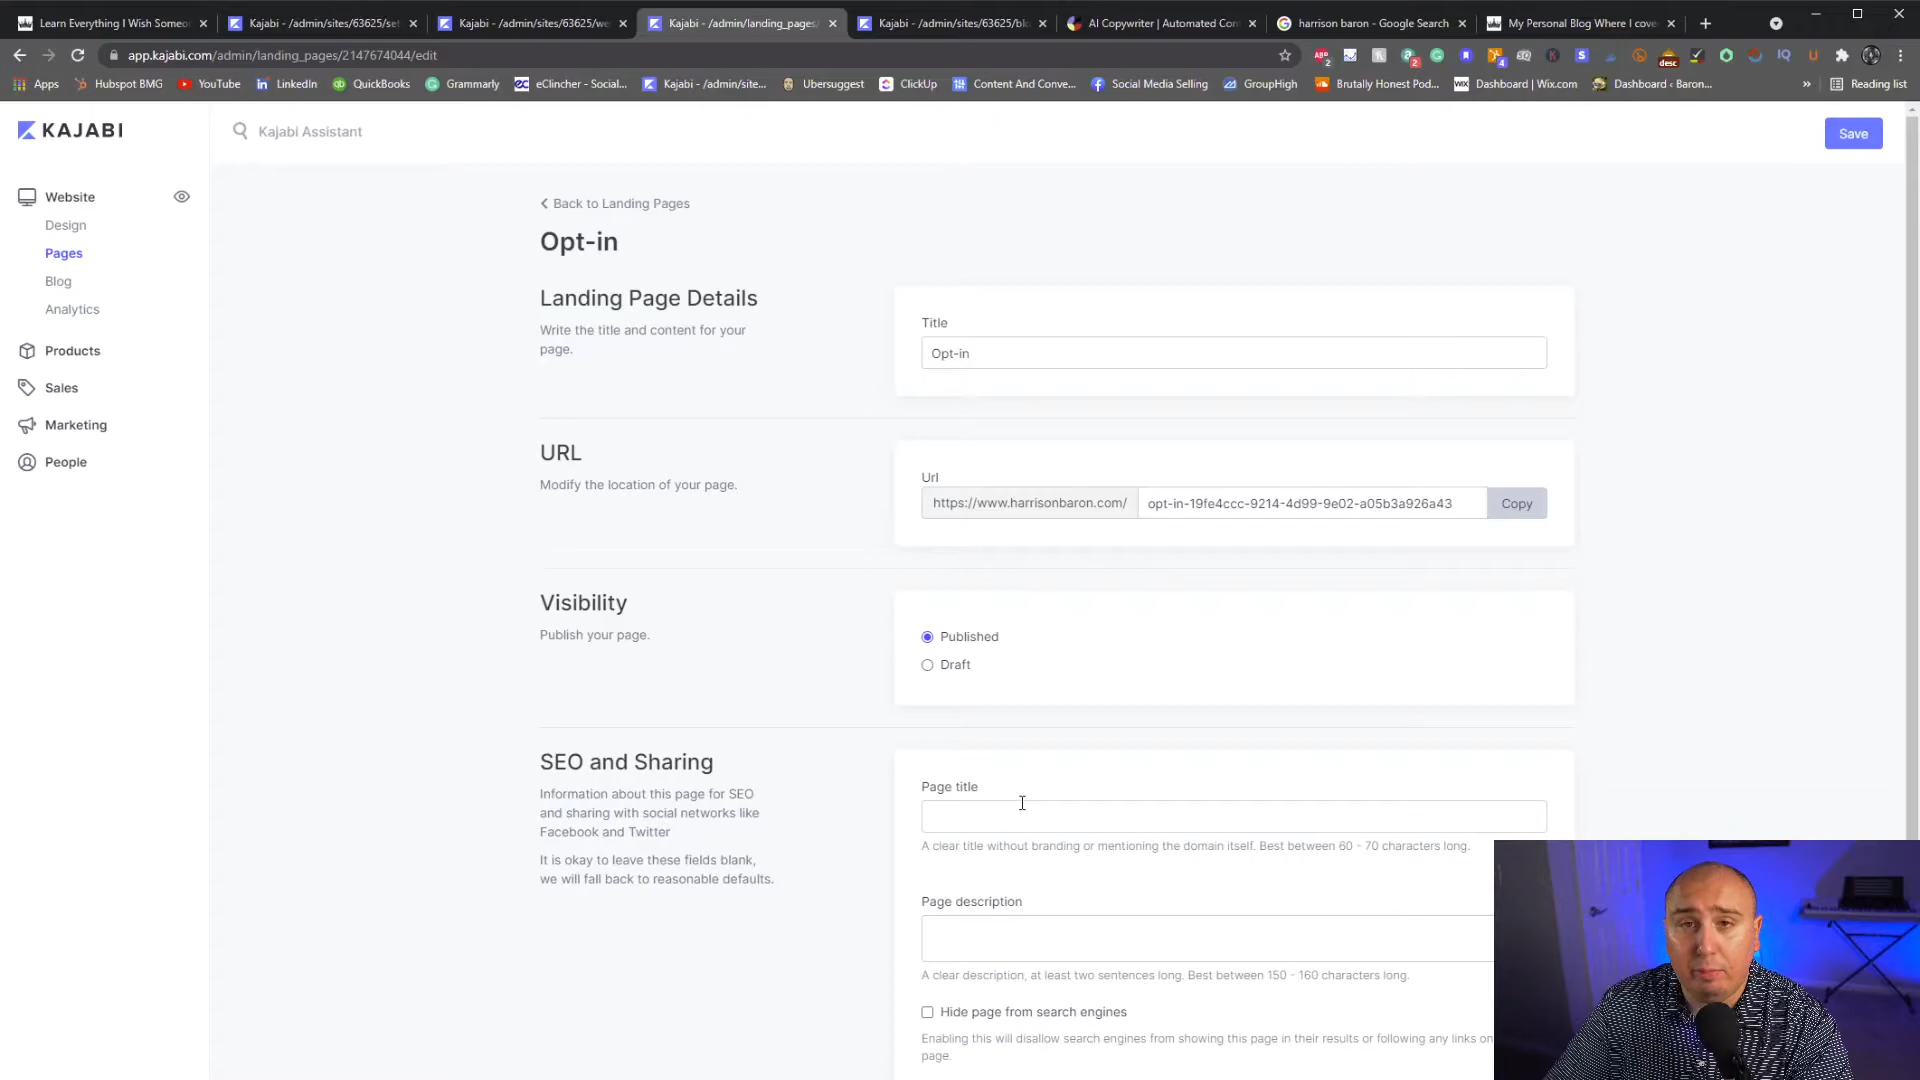 Learn Everything I Wish Someo
Kajabi - /admin/sites/63625/set
Kajabi - /admin/sites/63625/we
Kajabi - /admin/landing_pages/
Kajabi - /admin/sites/63625/blo
AI Copywriter | Automated Con
harrison baron - Google Search
My Personal Blog Where I cove
app.kajabi.com/admin/landing_pages/2147674044/edit
Apps
Hubspot BMG
YouTube
LinkedIn
QuickBooks
Grammarly
eClincher - Social...
Kajabi - /admin/site...
Ubersuggest
ClickUp
Content And Conve...
Social Media Selling
GroupHigh
Brutally Honest Pod...
Dashboard | Wix.com
Dashboard ‹ Baron...
Reading list
KAJABI
Kajabi Assistant
Save
Website
Design
Pages
Blog
Analytics
Products
Sales
Marketing
People
Back to Landing Pages
Opt-in
Landing Page Details
Write the title and content for your
page.
Title
Opt-in
URL
Modify the location of your page.
Url
https://www.harrisonbaron.com/
opt-in-19fe4ccc-9214-4d99-9e02-a05b3a926a43
Copy
Visibility
Publish your page.
Published
Draft
SEO and Sharing
Information about this page for SEO
and sharing with social networks like
Facebook and Twitter
It is okay to leave these fields blank,
we will fall back to reasonable defaults.
Page title
A clear title without branding or mentioning the domain itself. Best between 60 - 70 characters long.
Page description
A clear description, at least two sentences long. Best between 150 - 160 characters long.
Hide page from search engines
Enabling this will disallow search engines from showing this page in their results or following any links on
page.